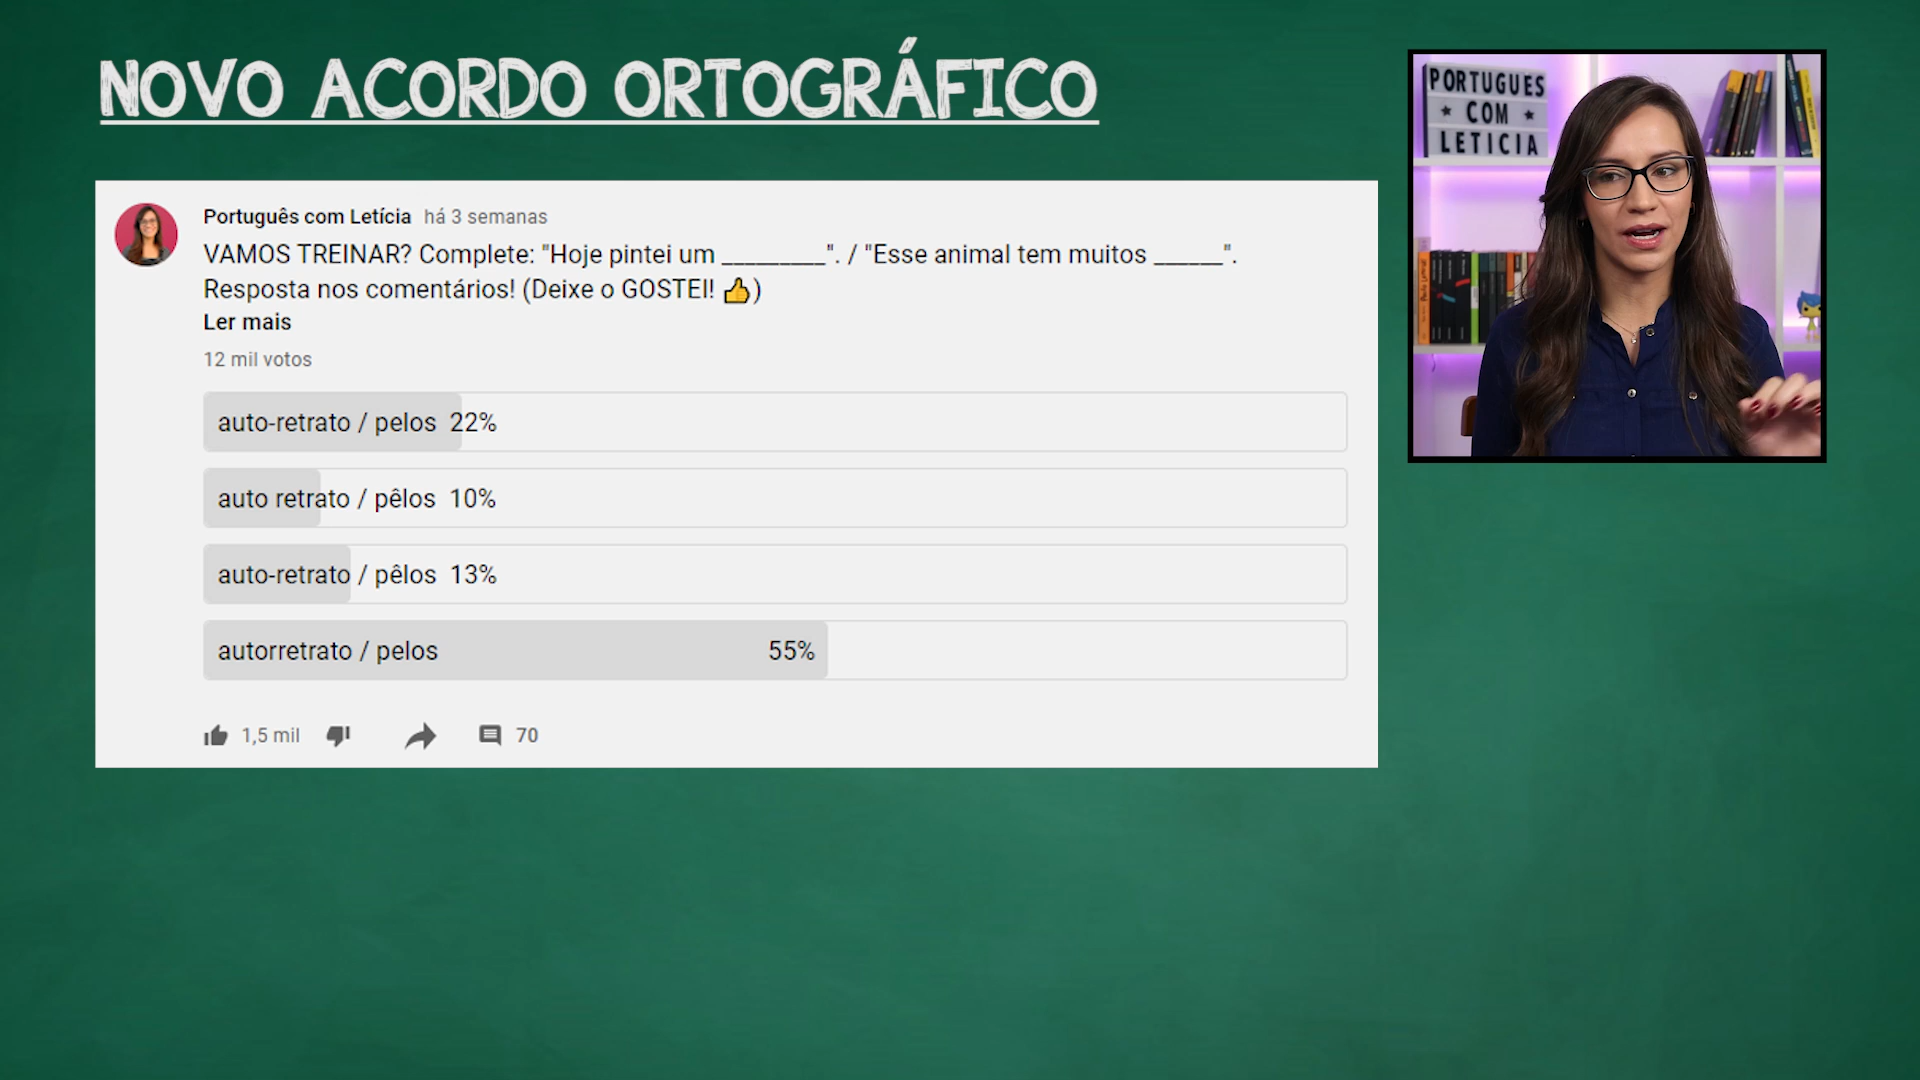 NOVO ACORDO ORTOGRÁFICO
PORTUGUES
COM
LETICIA
Português com Letícia há 3 semanas
VAMOS TREINAR? Complete: "Hoje pintei um _________". / "Esse animal tem muitos ______".
Resposta nos comentários! (Deixe o GOSTEI! 👍)
Ler mais
12 mil votos
auto-retrato / pelos 22%
auto retrato / pêlos 10%
auto-retrato / pêlos 13%
autorretrato / pelos 55%
1,5 mil 70